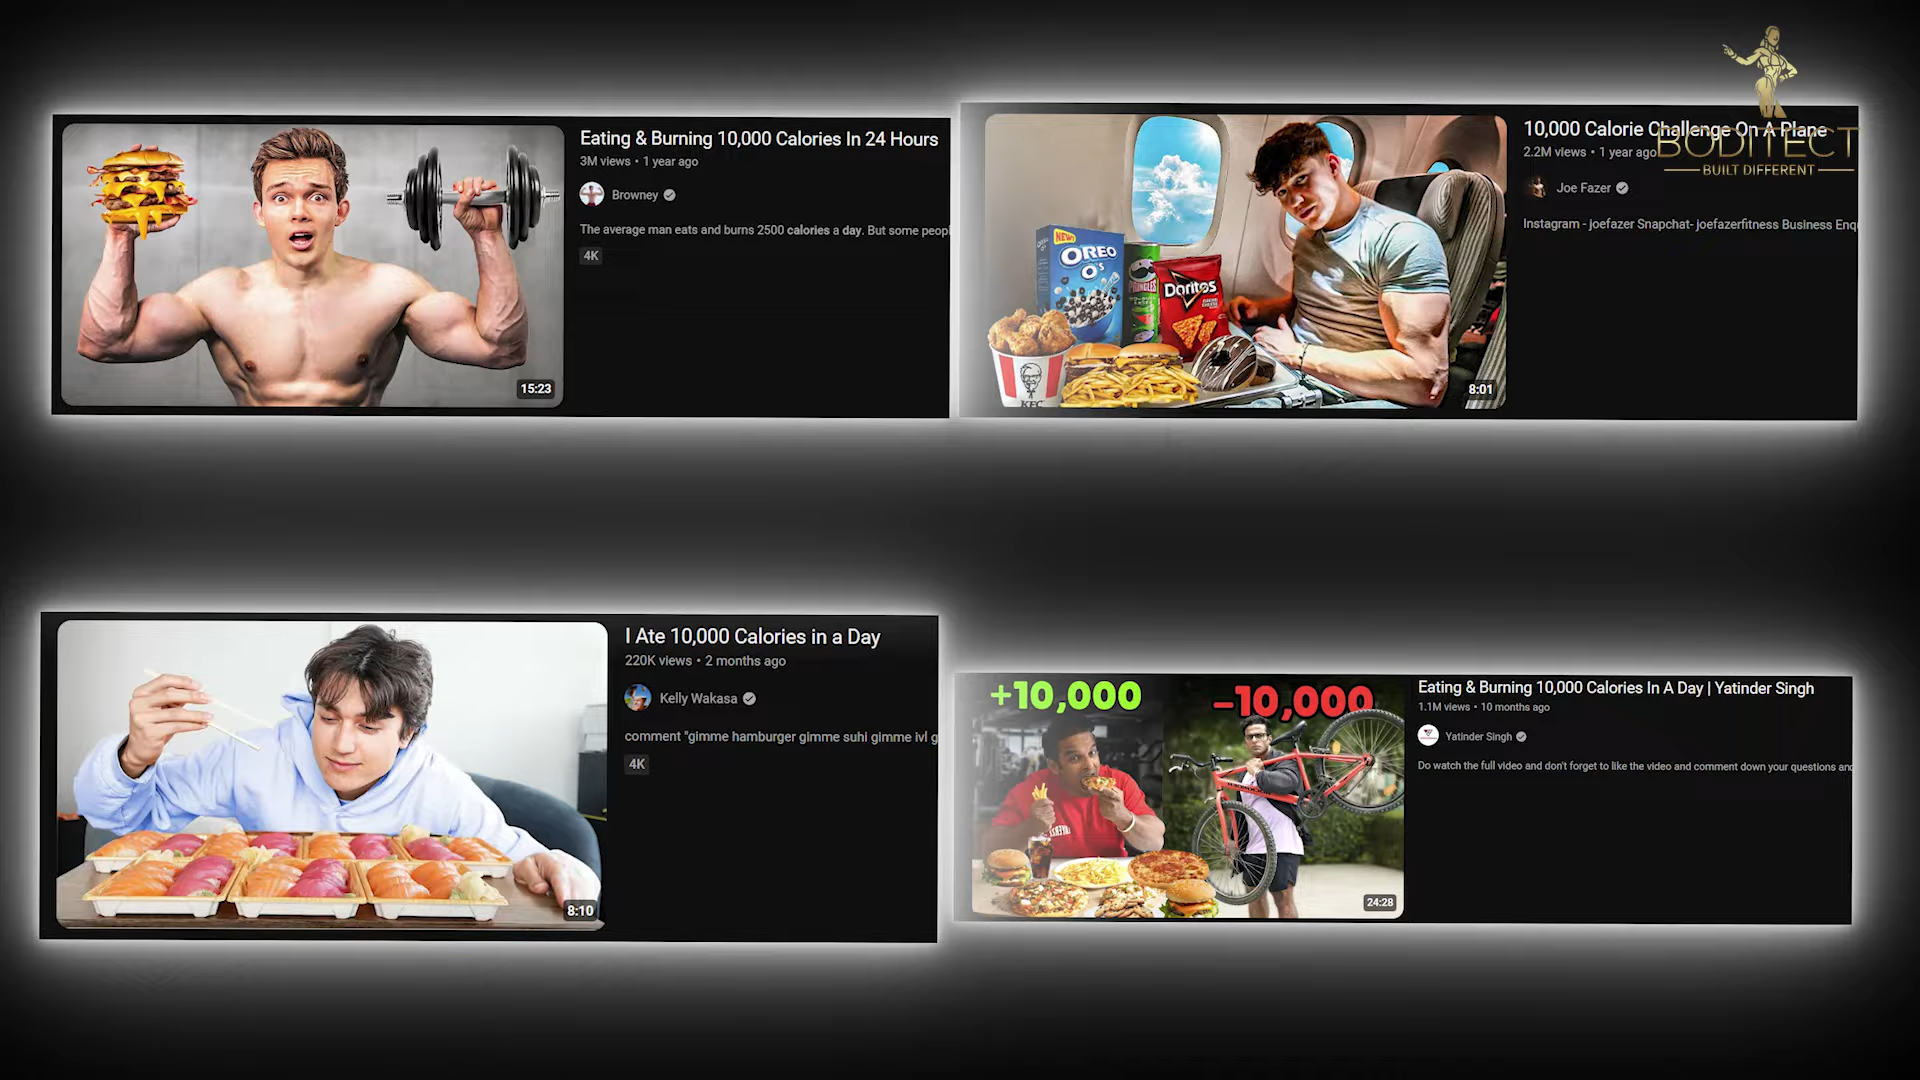 Eating & Burning 10,000 Calories In 24 Hours
3M views • 1 year ago
Browney
The average man eats and burns 2500 calories a day. But some peopl
4K
15:23
10,000 Calorie Challenge On A Plane
2.2M views • 1 year ago
BODITECT
BUILT DIFFERENT
Joe Fazer
Instagram - joefazer Snapchat- joefazerfitness Business Enq
NEW!
OREO
O's
PRINGLES
Doritos
KFC
8:01
I Ate 10,000 Calories in a Day
220K views • 2 months ago
Kelly Wakasa
comment "gimme hamburger gimme suhi gimme ivl g
4K
8:10
+10,000
-10,000
Eating & Burning 10,000 Calories In A Day | Yatinder Singh
1.1M views • 10 months ago
Yatinder Singh
Do watch the full video and don't forget to like the video and comment down your questions and
24:28